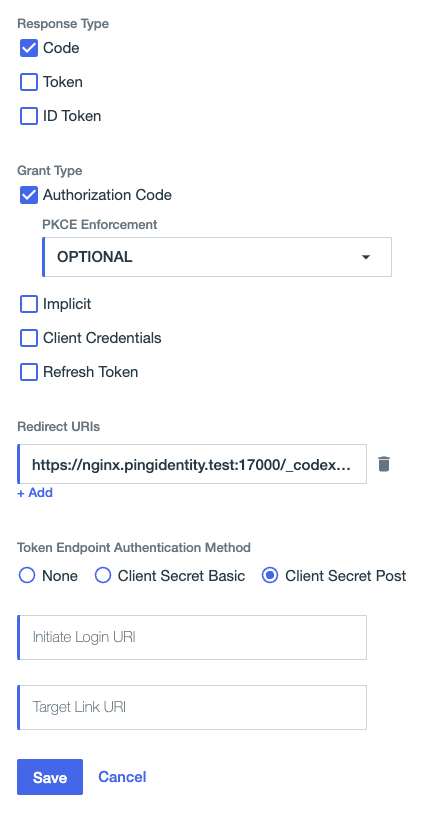 Response Type
Code
Token
ID Token
Grant Type
Authorization Code
PKCE Enforcement
OPTIONAL
Implicit
Client Credentials
Refresh Token
Redirect URIs
https://nginx.pingidentity.test:17000/_codex...
+ Add
Token Endpoint Authentication Method
None Client Secret Basic Client Secret Post
Initiate Login URI
Target Link URI
Save Cancel